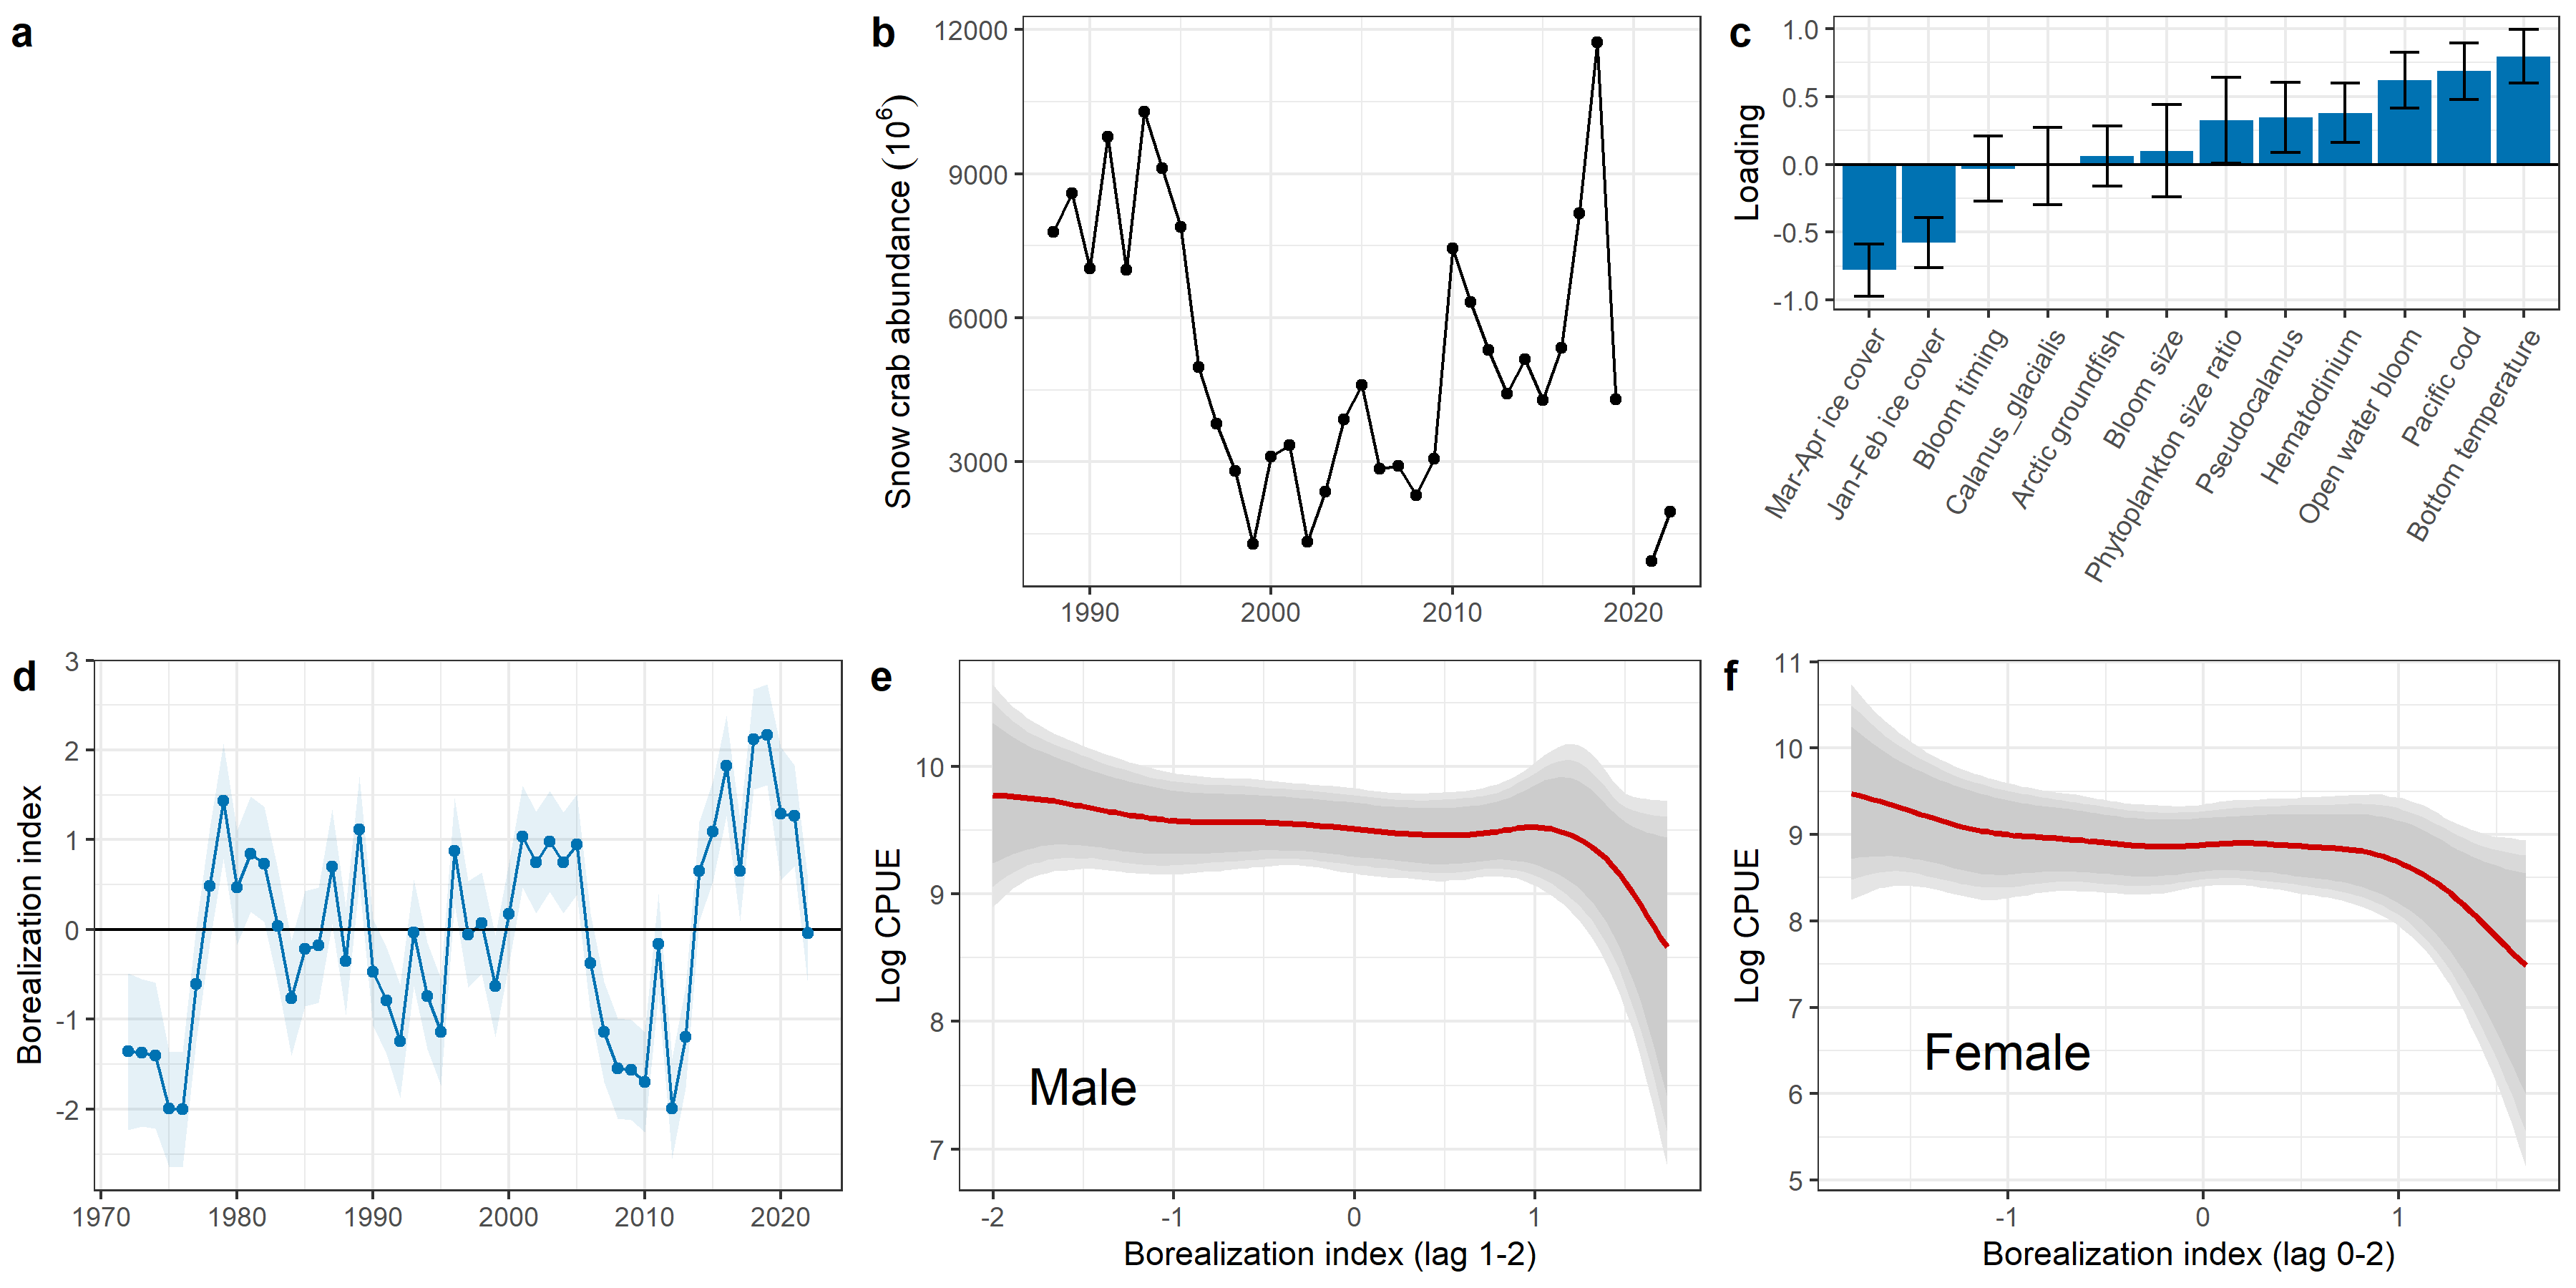 a
b
Snow crab abundance (10⁶)
12000
9000
6000
3000
1990 2000 2010 2020
c
Loading
1.0
0.5
0.0
-0.5
-1.0
Mar-Apr ice cover
Jan-Feb ice cover
Bloom timing
Calanus_glacialis
Arctic groundfish
Bloom size
Phytoplankton size ratio
Pseudocalanus
Hematodinium
Open water bloom
Pacific cod
Bottom temperature
d
Borealization index
3
2
1
0
-1
-2
1970 1980 1990 2000 2010 2020
e
Log CPUE
10
9
8
7
Male
-2 -1 0 1
Borealization index (lag 1-2)
f
Log CPUE
11
10
9
8
7
6
5
Female
-1 0 1
Borealization index (lag 0-2)